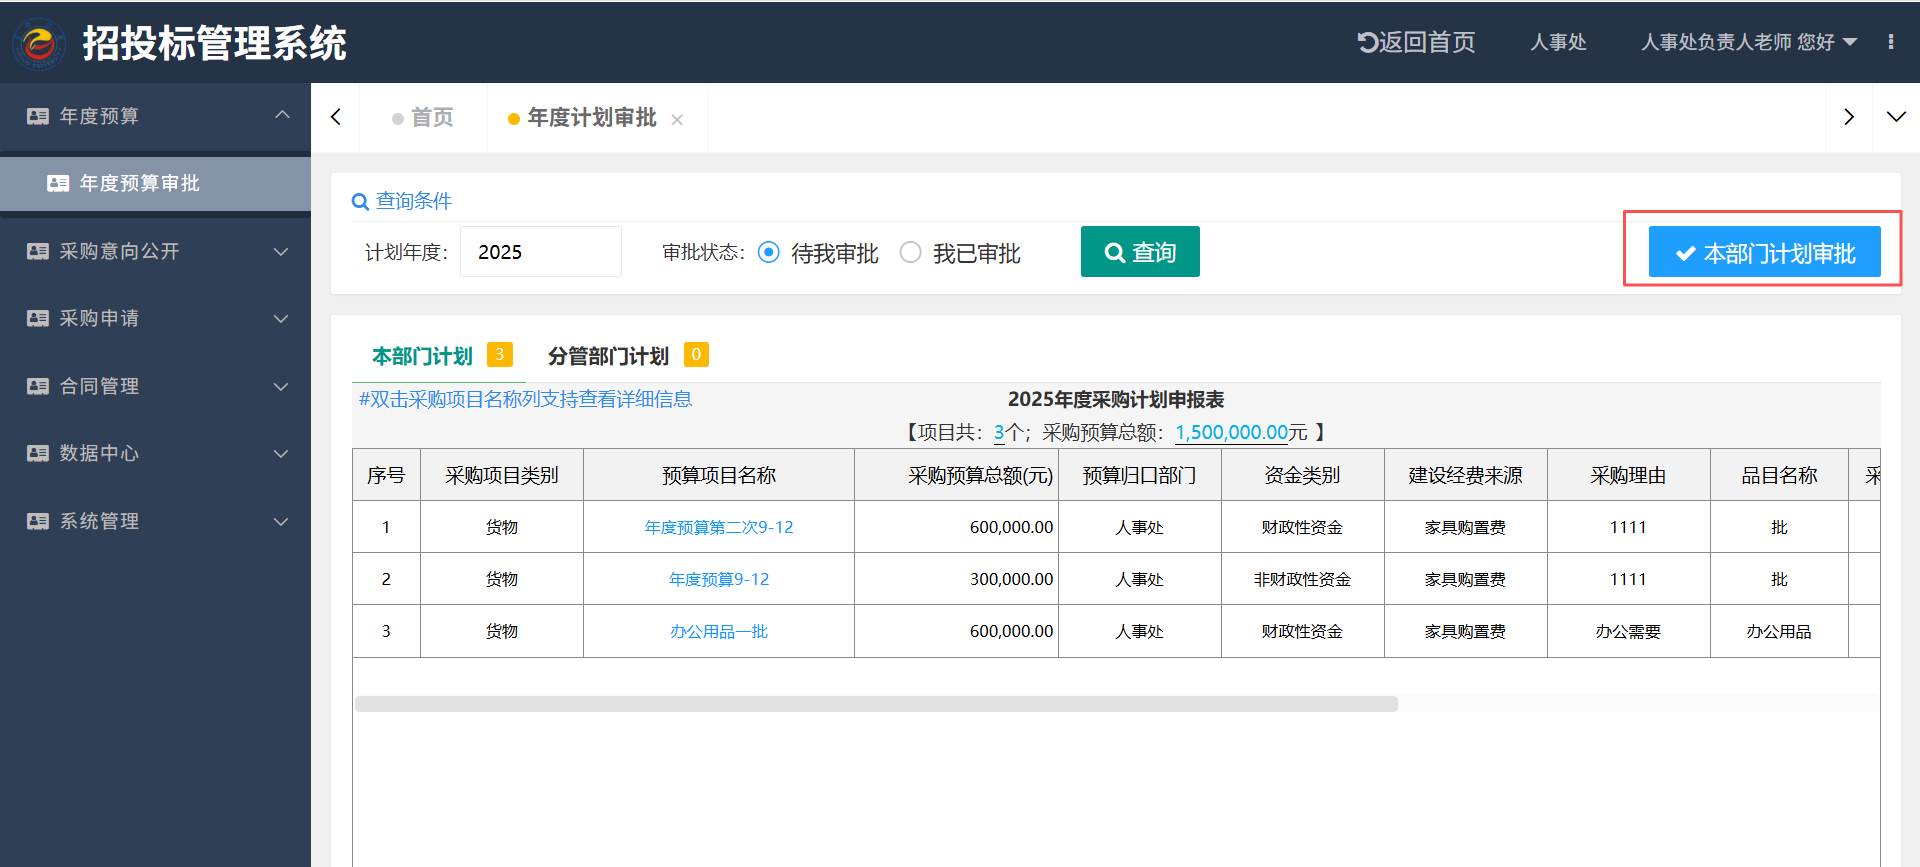 招投标管理系统
返回首页 人事处 人事处负责人老师 您好
年度预算
年度预算审批
采购意向公开
采购申请
合同管理
数据中心
系统管理
首页 年度计划审批
查询条件
计划年度： 2025 审批状态： 待我审批 我已审批 查询 本部门计划审批
本部门计划 3 分管部门计划 0
#双击采购项目名称列支持查看详细信息 2025年度采购计划申报表
【项目共：3个；采购预算总额：1,500,000.00元 】
序号 采购项目类别 预算项目名称 采购预算总额(元) 预算归口部门 资金类别 建设经费来源 采购理由 品目名称 采
1 货物 年度预算第二次9-12 600,000.00 人事处 财政性资金 家具购置费 1111 批
2 货物 年度预算9-12 300,000.00 人事处 非财政性资金 家具购置费 1111 批
3 货物 办公用品一批 600,000.00 人事处 财政性资金 家具购置费 办公需要 办公用品